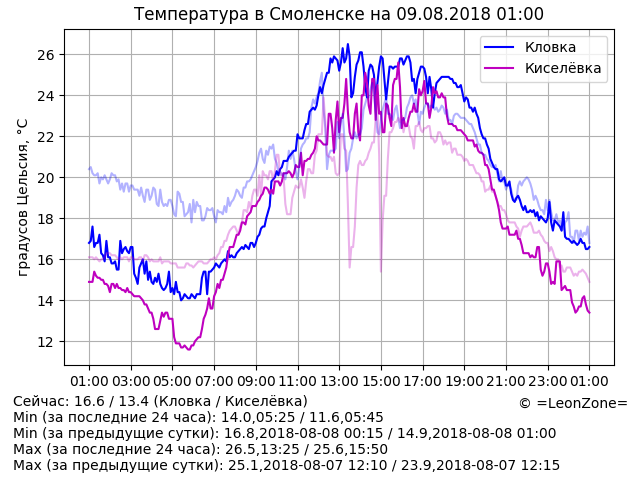 Температура в Смоленске на 09.08.2018 01:00
Кловка
Киселёвка
градусов Цельсия, °C
26
24
22
20
18
16
14
12
01:00 03:00 05:00 07:00 09:00 11:00 13:00 15:00 17:00 19:00 21:00 23:00 01:00
Сейчас: 16.6 / 13.4 (Кловка / Киселёвка)
© =LeonZone=
Min (за последние 24 часа): 14.0,05:25 / 11.6,05:45
Min (за предыдущие сутки): 16.8,2018-08-08 00:15 / 14.9,2018-08-08 01:00
Max (за последние 24 часа): 26.5,13:25 / 25.6,15:50
Max (за предыдущие сутки): 25.1,2018-08-07 12:10 / 23.9,2018-08-07 12:15